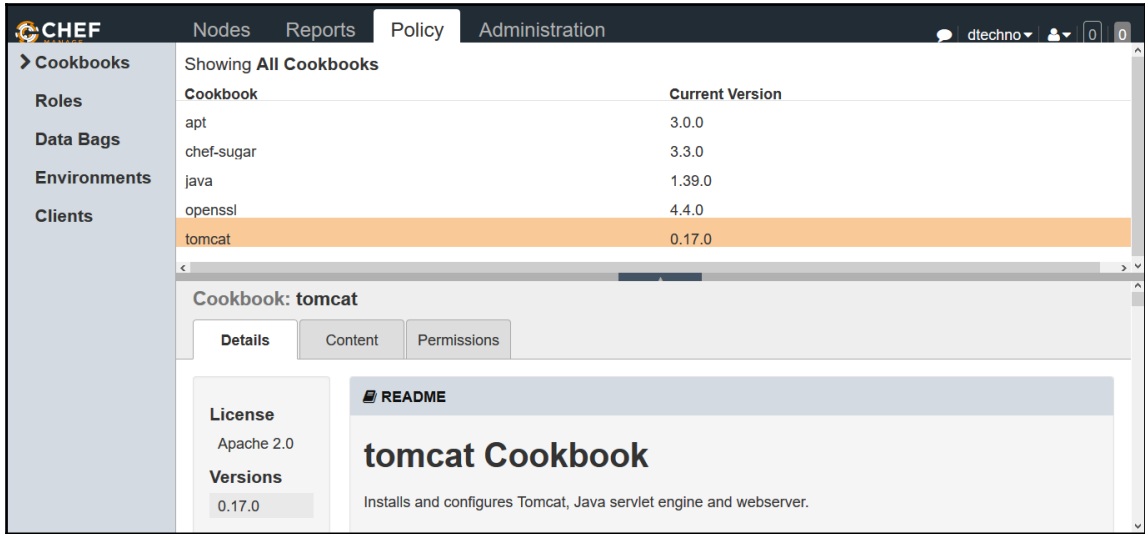 CHEF
MANAGE
Nodes Reports Policy Administration
dtechno 0 0
Cookbooks
Roles
Data Bags
Environments
Clients
Showing All Cookbooks
Cookbook Current Version
apt 3.0.0
chef-sugar 3.3.0
java 1.39.0
openssl 4.4.0
tomcat 0.17.0
Cookbook: tomcat
Details Content Permissions
License
Apache 2.0
Versions
0.17.0
README
tomcat Cookbook
Installs and configures Tomcat, Java servlet engine and webserver.